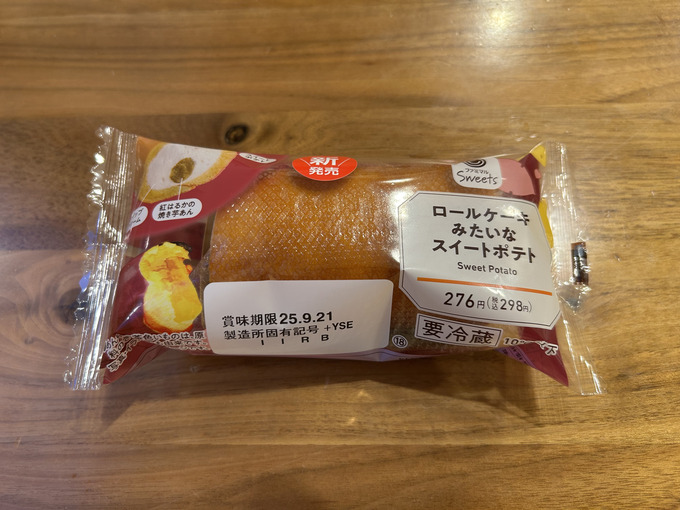 新
発売
ファミマル
Sweets
紅はるかの
焼き芋あん
ロールケーキ
みたいな
スイートポテト
Sweet Potato
276円(税込298円)
賞味期限 25.9.21
製造所固有記号 +YSE
I I R B
要冷蔵
18